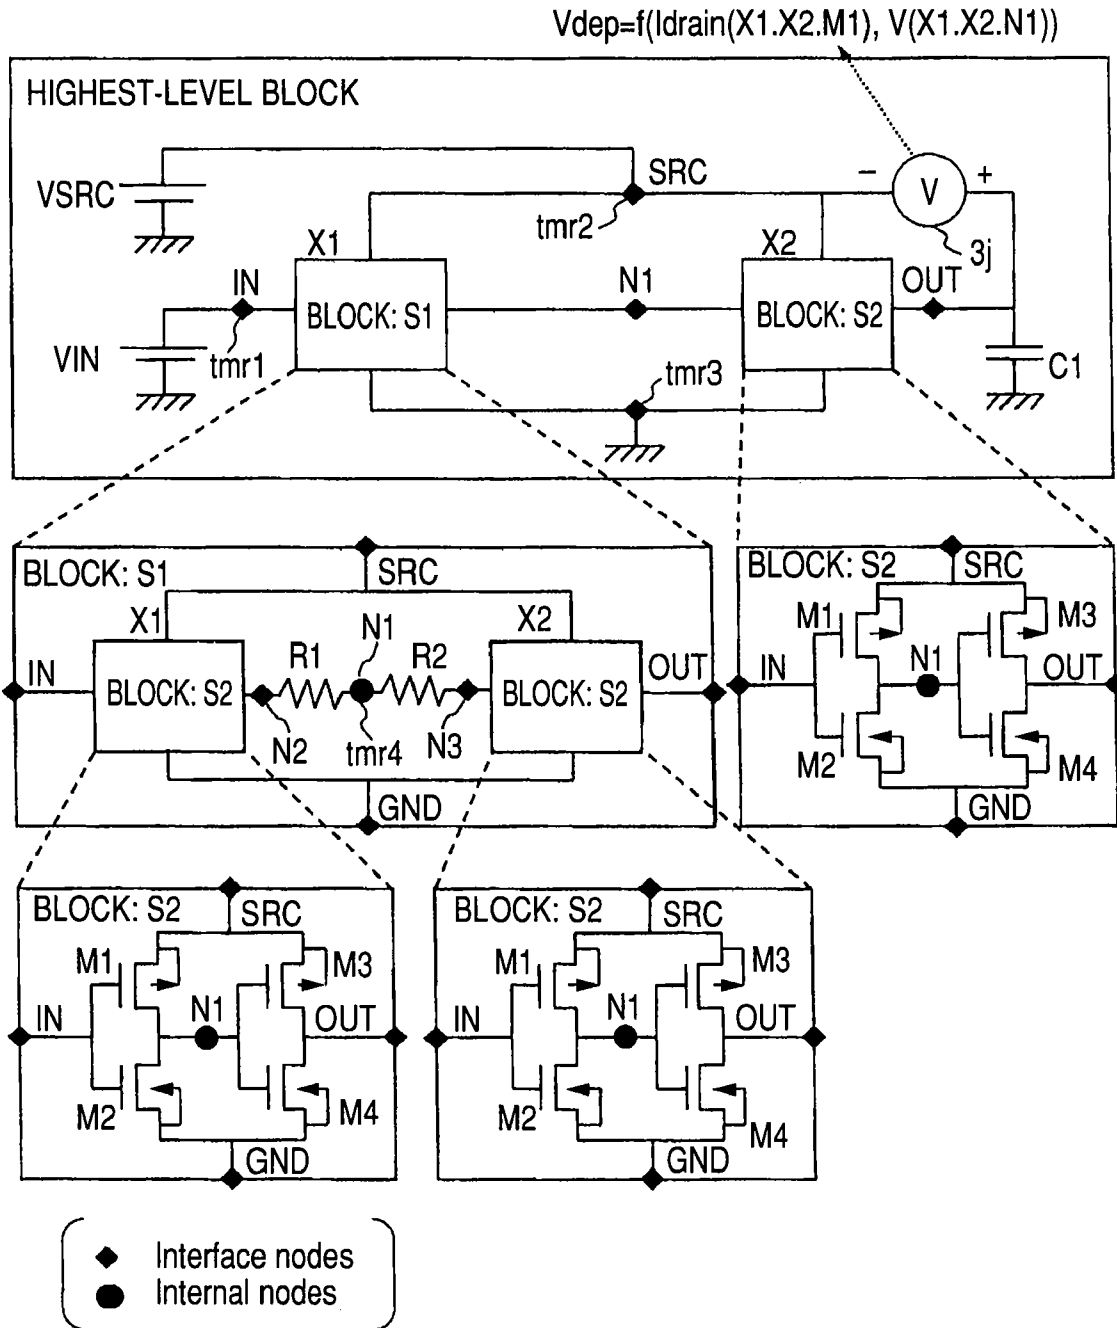 Vdep=f(Idrain(X1.X2.M1), V(X1.X2.N1))
HIGHEST-LEVEL BLOCK
VSRC
SRC
tmr2
− V +
3j
X1
X2
IN
N1
OUT
BLOCK: S1
BLOCK: S2
VIN
tmr1
tmr3
C1
BLOCK: S1
SRC
X1
N1
X2
IN
R1
R2
OUT
BLOCK: S2
BLOCK: S2
N2
tmr4
N3
GND
BLOCK: S2
SRC
M1
M3
IN
N1
OUT
M2
M4
GND
BLOCK: S2
SRC
M1
M3
IN
N1
OUT
M2
M4
GND
BLOCK: S2
SRC
M1
M3
IN
N1
OUT
M2
M4
GND
Interface nodes
Internal nodes